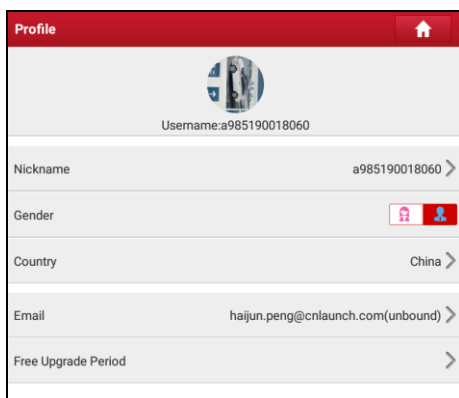 Profile
Username:a985190018060
Nickname a985190018060
Gender
Country China
Email haijun.peng@cnlaunch.com(unbound)
Free Upgrade Period